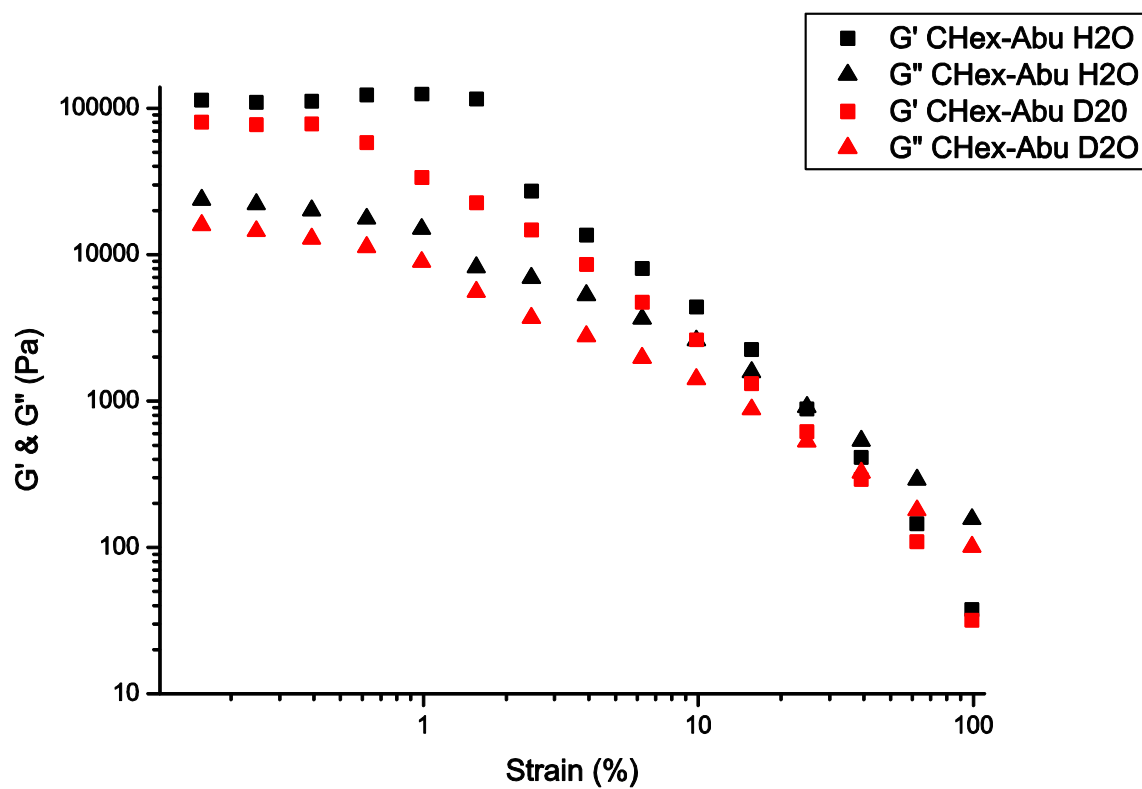 G' CHex-Abu H2O
G" CHex-Abu H2O
G' CHex-Abu D20
G" CHex-Abu D2O
100000
10000
1000
100
10
G' & G" (Pa)
1
10
100
Strain (%)